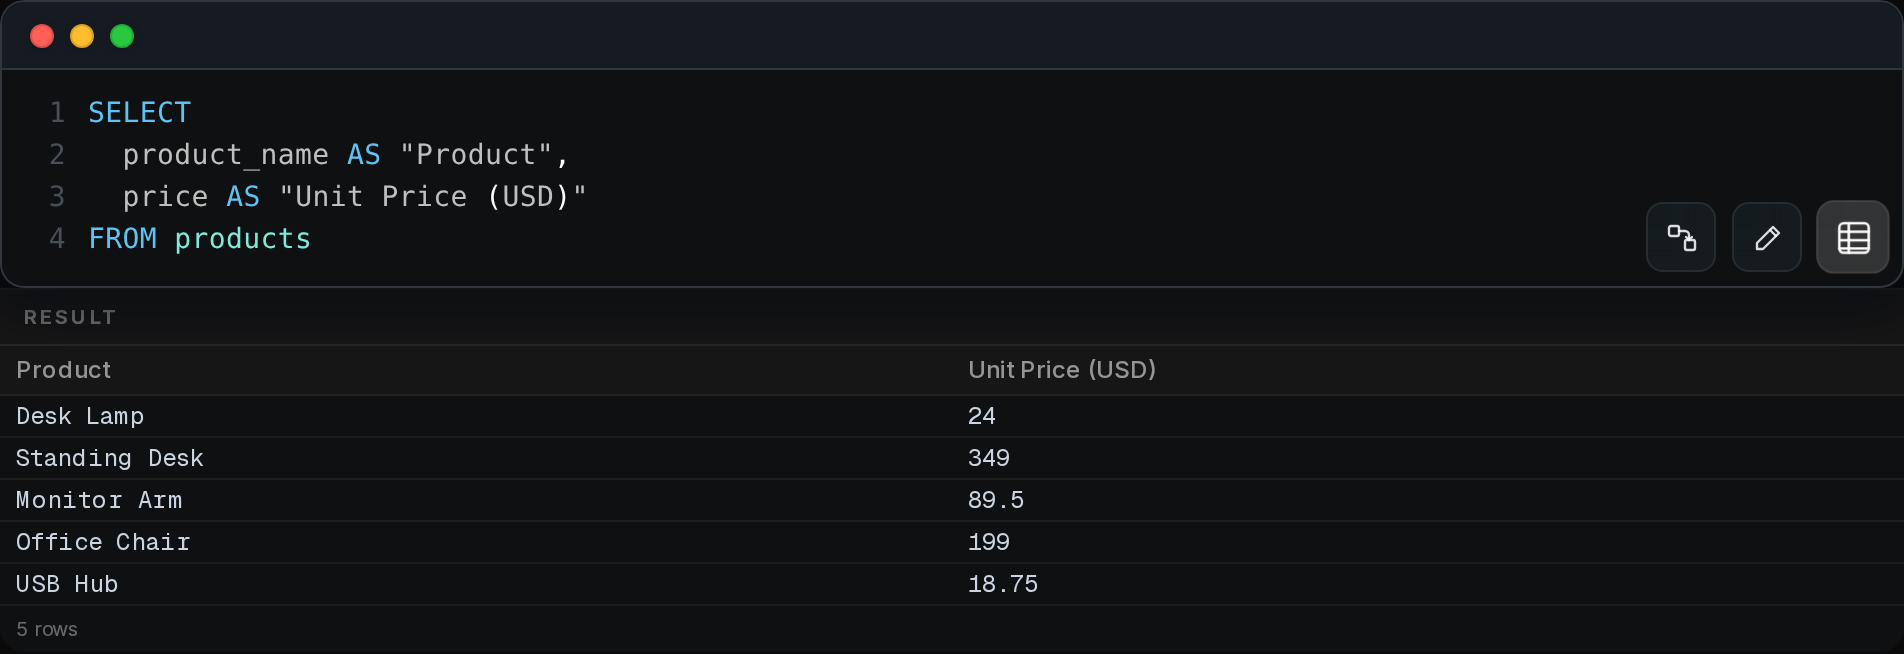 1 SELECT
2   product_name AS "Product",
3   price AS "Unit Price (USD)"
4 FROM products
RESULT
Product Unit Price (USD)
Desk Lamp 24
Standing Desk 349
Monitor Arm 89.5
Office Chair 199
USB Hub 18.75
5 rows